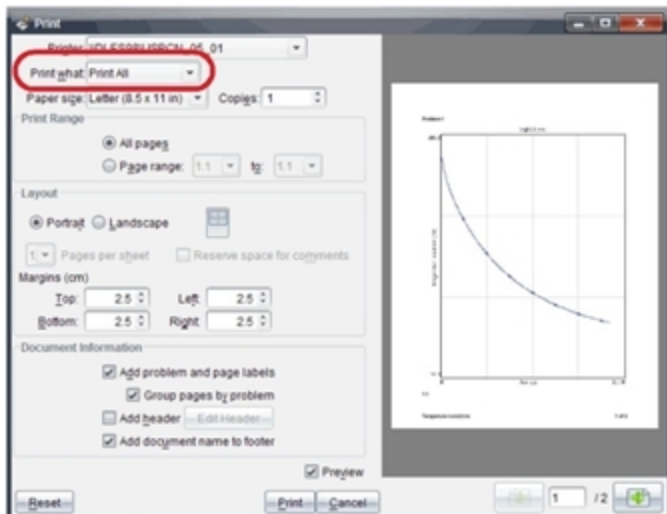 Print
Printer:
Print what: Print All
Paper size: Letter (8.5 x 11 in) Copies: 1
Print Range
All pages
Page range: 1.1 to: 1.1
Layout
Portrait Landscape
1 Pages per sheet Reserve space for comments
Margins (cm)
Top: 2.5 Left: 2.5
Bottom: 2.5 Right: 2.5
Document Information
Add problem and page labels
Group pages by problem
Add header Edit Header
Add document name to footer
Preview
Reset Print Cancel
1 / 2